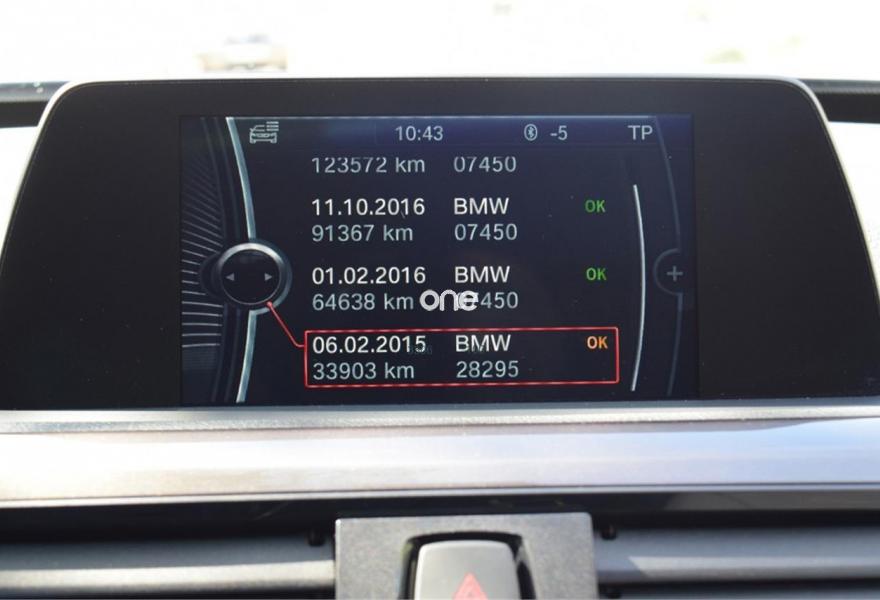 10:43 -5 TP
123572 km 07450
11.10.2016 BMW OK
91367 km 07450
01.02.2016 BMW OK
64638 km 07450
one
06.02.2015 BMW OK
33903 km 28295